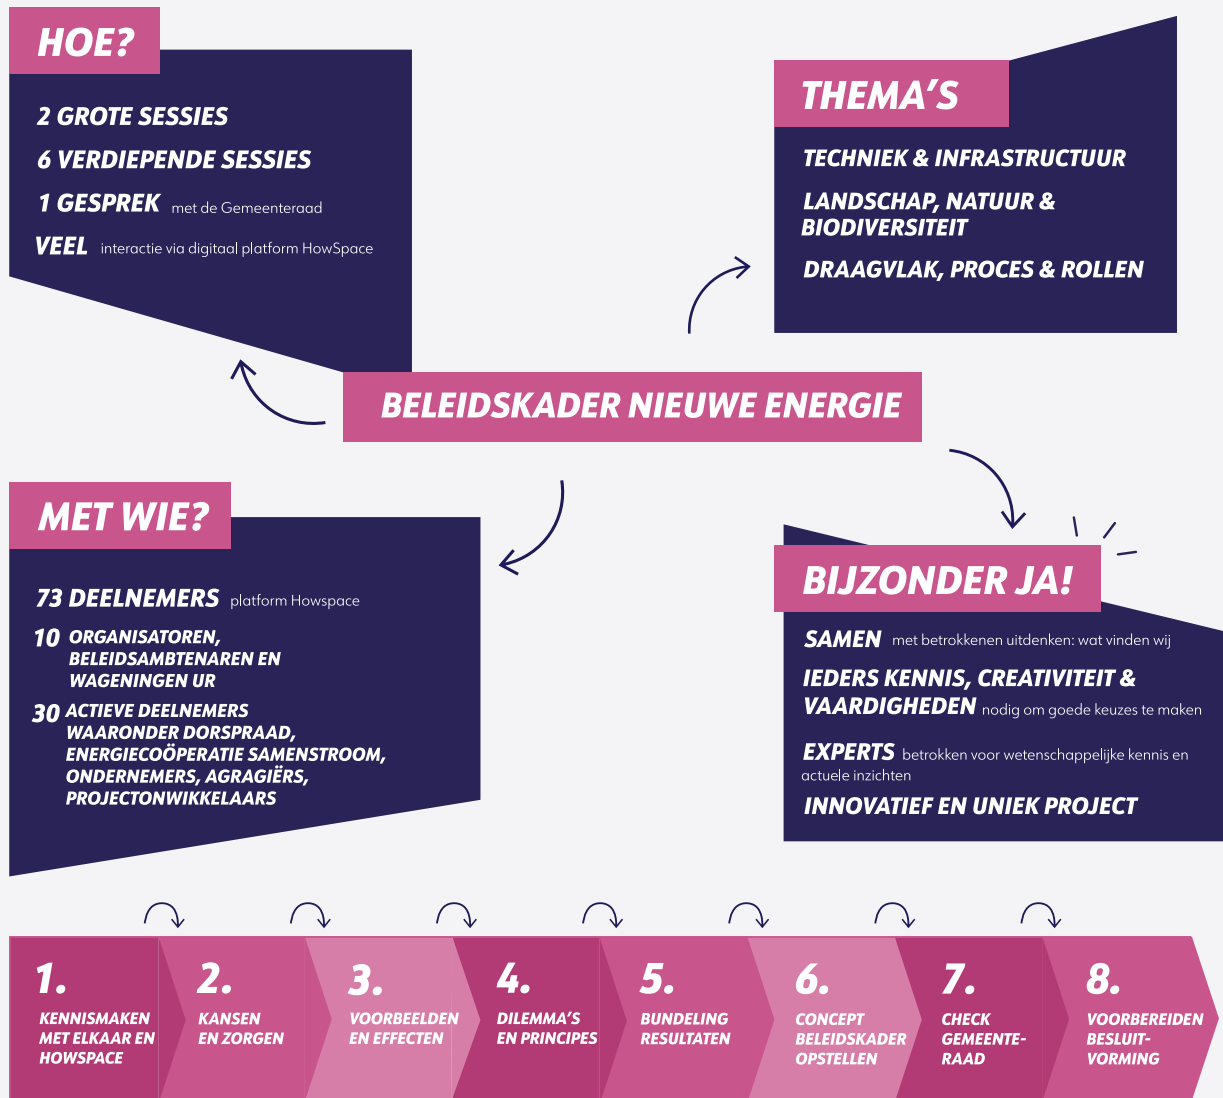 HOE?
2 GROTE SESSIES
6 VERDIEPENDE SESSIES
1 GESPREK met de Gemeenteraad
VEEL interactie via digitaal platform HowSpace
THEMA'S
TECHNIEK & INFRASTRUCTUUR
LANDSCHAP, NATUUR &
BIODIVERSITEIT
DRAAGVLAK, PROCES & ROLLEN
BELEIDSKADER NIEUWE ENERGIE
MET WIE?
73 DEELNEMERS platform Howspace
10 ORGANISATOREN,
BELEIDSAMBTENAREN EN
WAGENINGEN UR
30 ACTIEVE DEELNEMERS
WAARONDER DORSPRAAD,
ENERGIECOÖPERATIE SAMENSTROOM,
ONDERNEMERS, AGRAGIËRS,
PROJECTONWIKKELAARS
BIJZONDER JA!
SAMEN met betrokkenen uitdenken: wat vinden wij
IEDERS KENNIS, CREATIVITEIT &
VAARDIGHEDEN nodig om goede keuzes te maken
EXPERTS betrokken voor wetenschappelijke kennis en
actuele inzichten
INNOVATIEF EN UNIEK PROJECT
1.
KENNISMAKEN
MET ELKAAR EN
HOWSPACE
2.
KANSEN
EN ZORGEN
3.
VOORBEELDEN
EN EFFECTEN
4.
DILEMMA'S
EN PRINCIPES
5.
BUNDELING
RESULTATEN
6.
CONCEPT
BELEIDSKADER
OPSTELLEN
7.
CHECK
GEMEENTE-
RAAD
8.
VOORBEREIDEN
BESLUIT-
VORMING